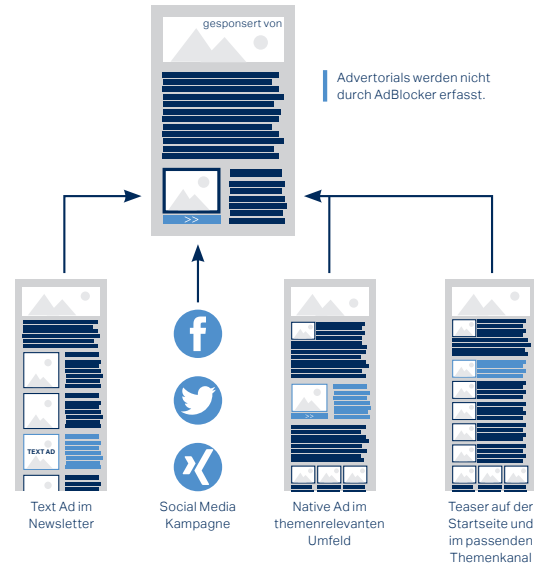 gesponsert von
Advertorials werden nicht
durch AdBlocker erfasst.
>>
TEXT AD
>>
Text Ad im
Newsletter
Social Media
Kampagne
Native Ad im
themenrelevanten
Umfeld
Teaser auf der
Startseite und
im passenden
Themenkanal